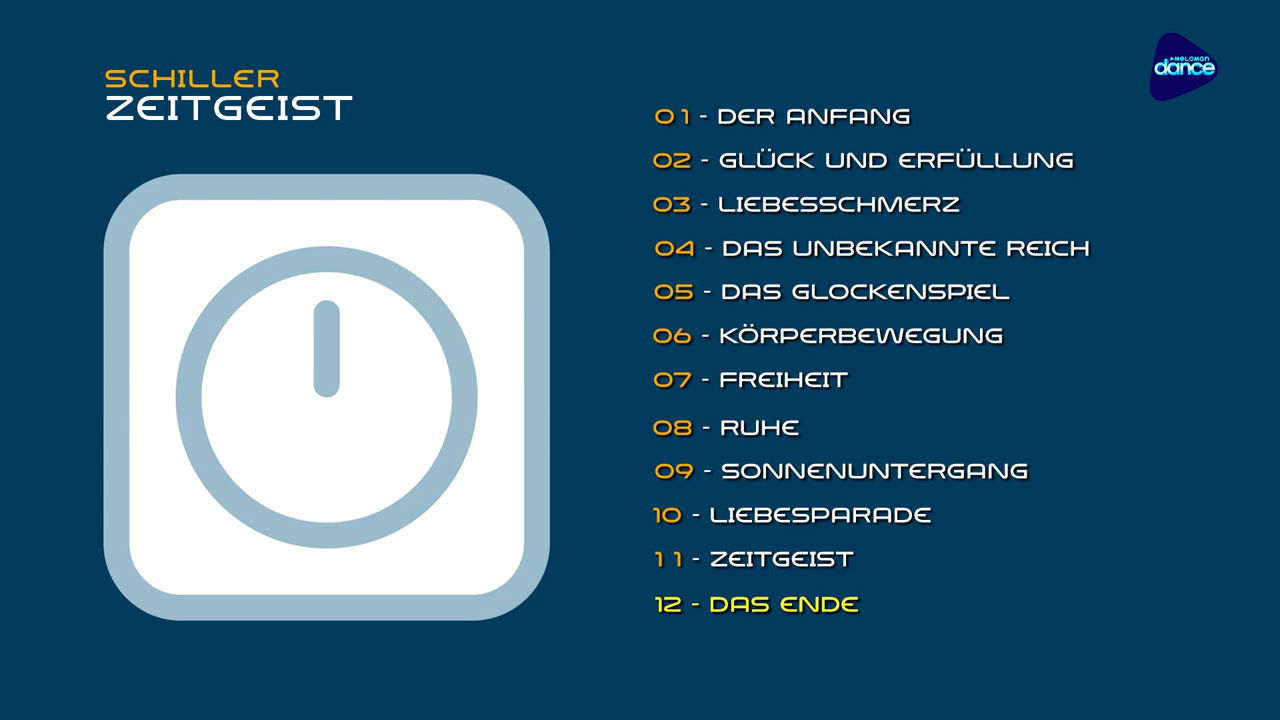 SCHILLER
ZEITGEIST
MELOMAN
dance
01 - DER ANFANG
02 - GLÜCK UND ERFÜLLUNG
03 - LIEBESSCHMERZ
04 - DAS UNBEKANNTE REICH
05 - DAS GLOCKENSPIEL
06 - KÖRPERBEWEGUNG
07 - FREIHEIT
08 - RUHE
09 - SONNENUNTERGANG
10 - LIEBESPARADE
11 - ZEITGEIST
12 - DAS ENDE